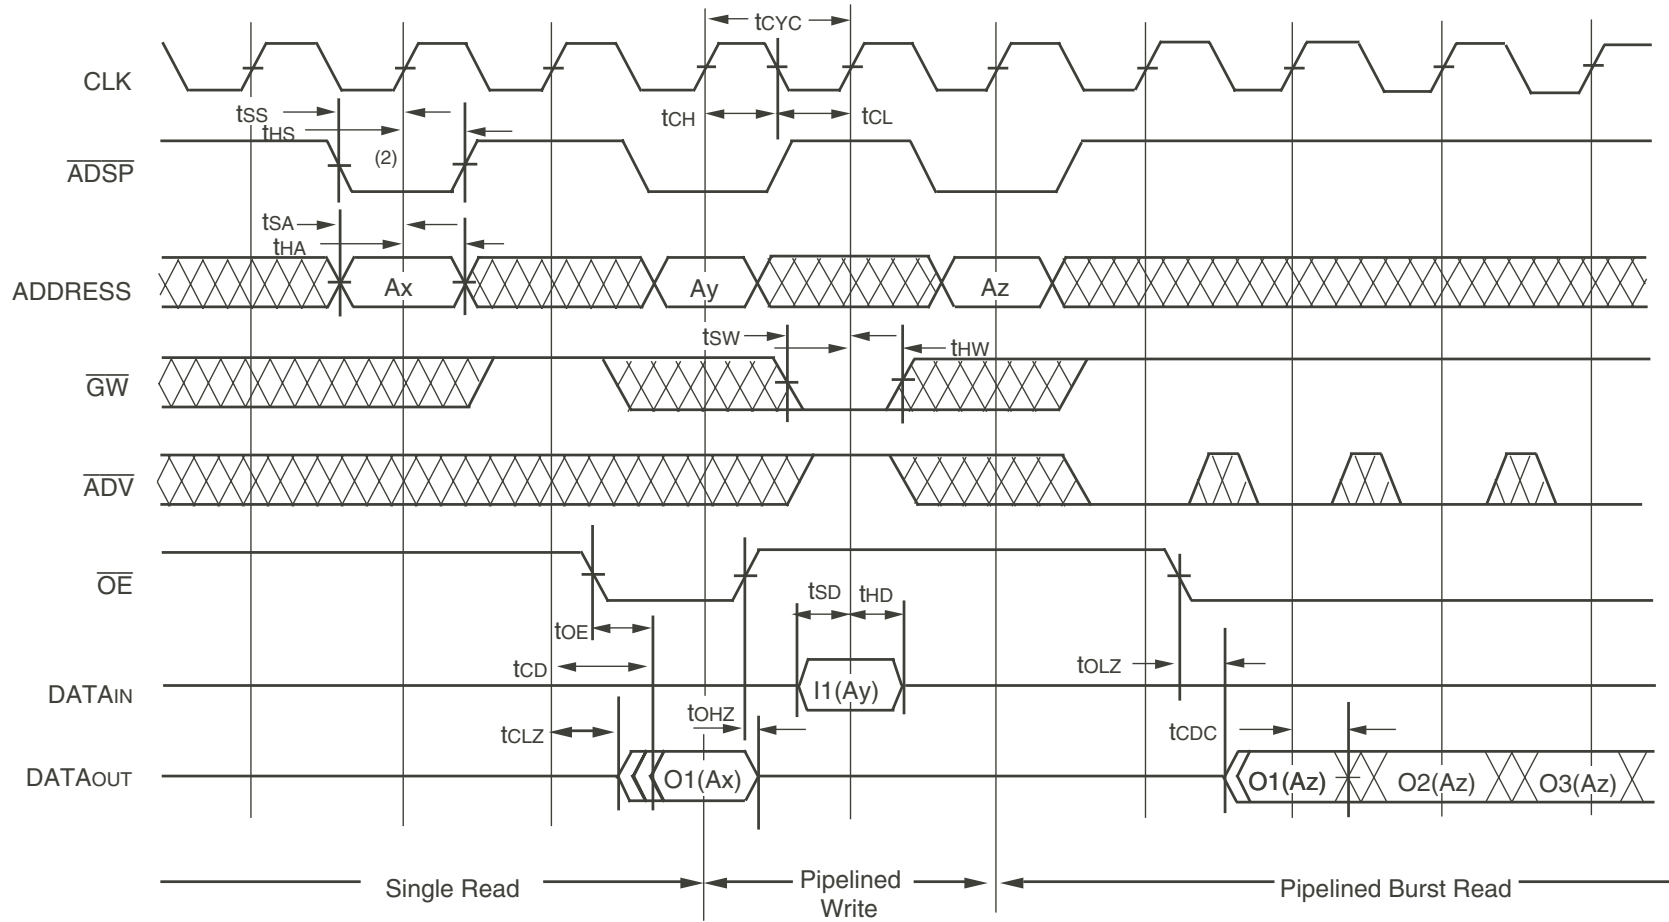 tCYC
CLK
tSS
tHS
tCH
tCL
ADSP
(2)
tSA
tHA
ADDRESS
Ax
Ay
Az
tSW
tHW
GW
ADV
OE
tSD
tHD
tOE
tCD
tOLZ
DATAIN
I1(Ay)
tOHZ
tCLZ
tCDC
DATAOUT
O1(Ax)
O1(Az)
O2(Az)
O3(Az)
Single Read
Pipelined
Write
Pipelined Burst Read